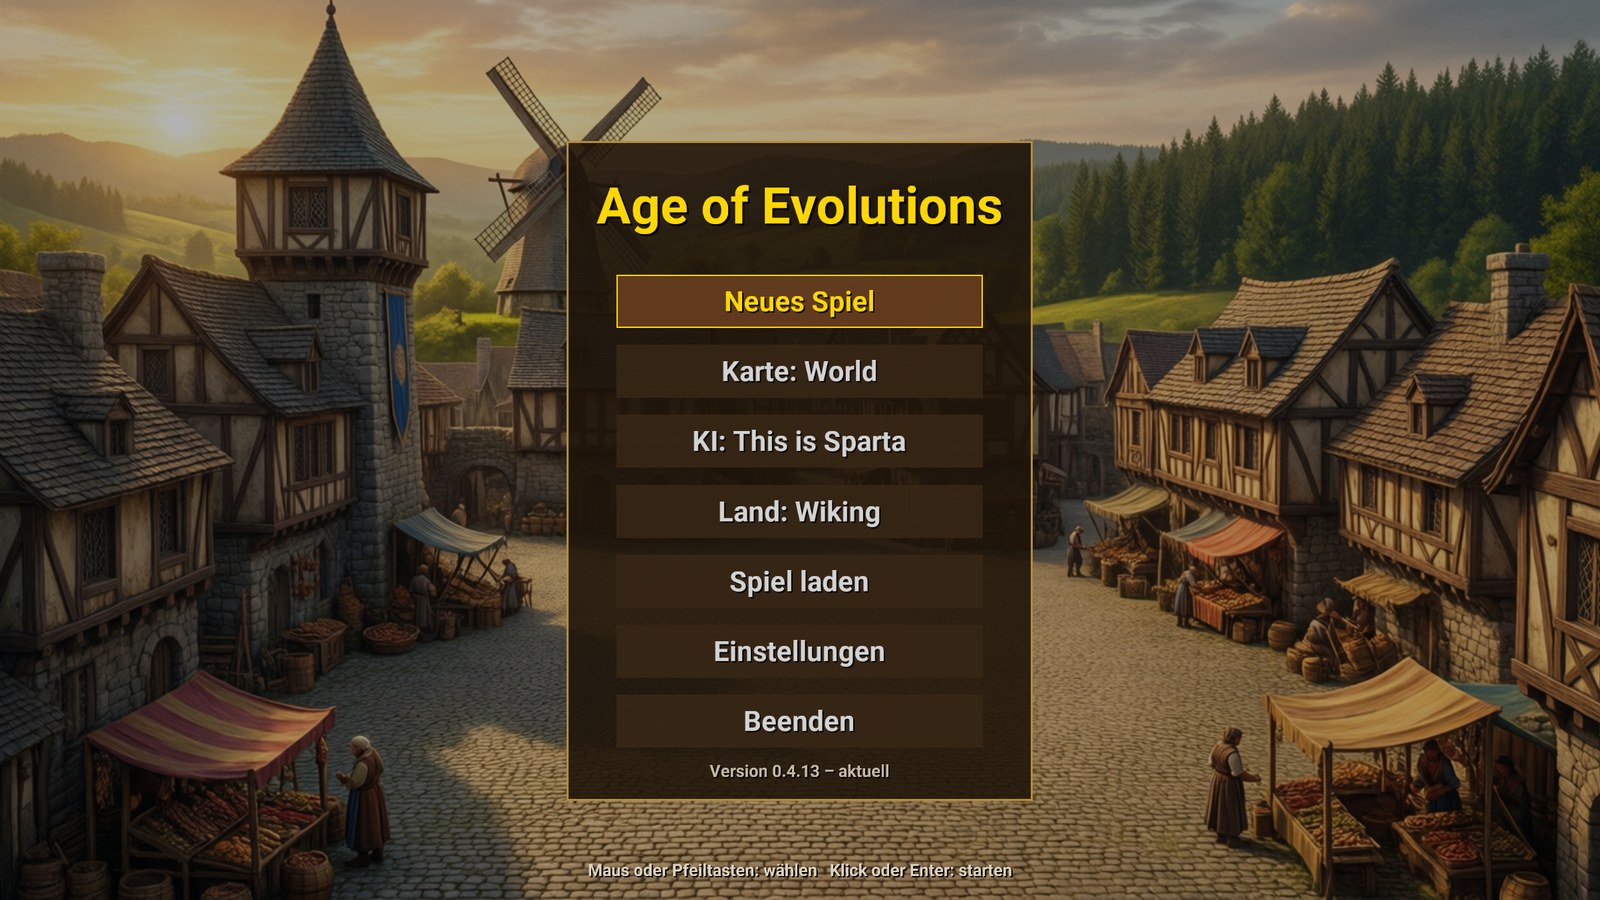 Age of Evolutions
Neues Spiel
Karte: World
KI: This is Sparta
Land: Wiking
Spiel laden
Einstellungen
Beenden
Version 0.4.13 – aktuell
Maus oder Pfeiltasten: wählen Klick oder Enter: starten